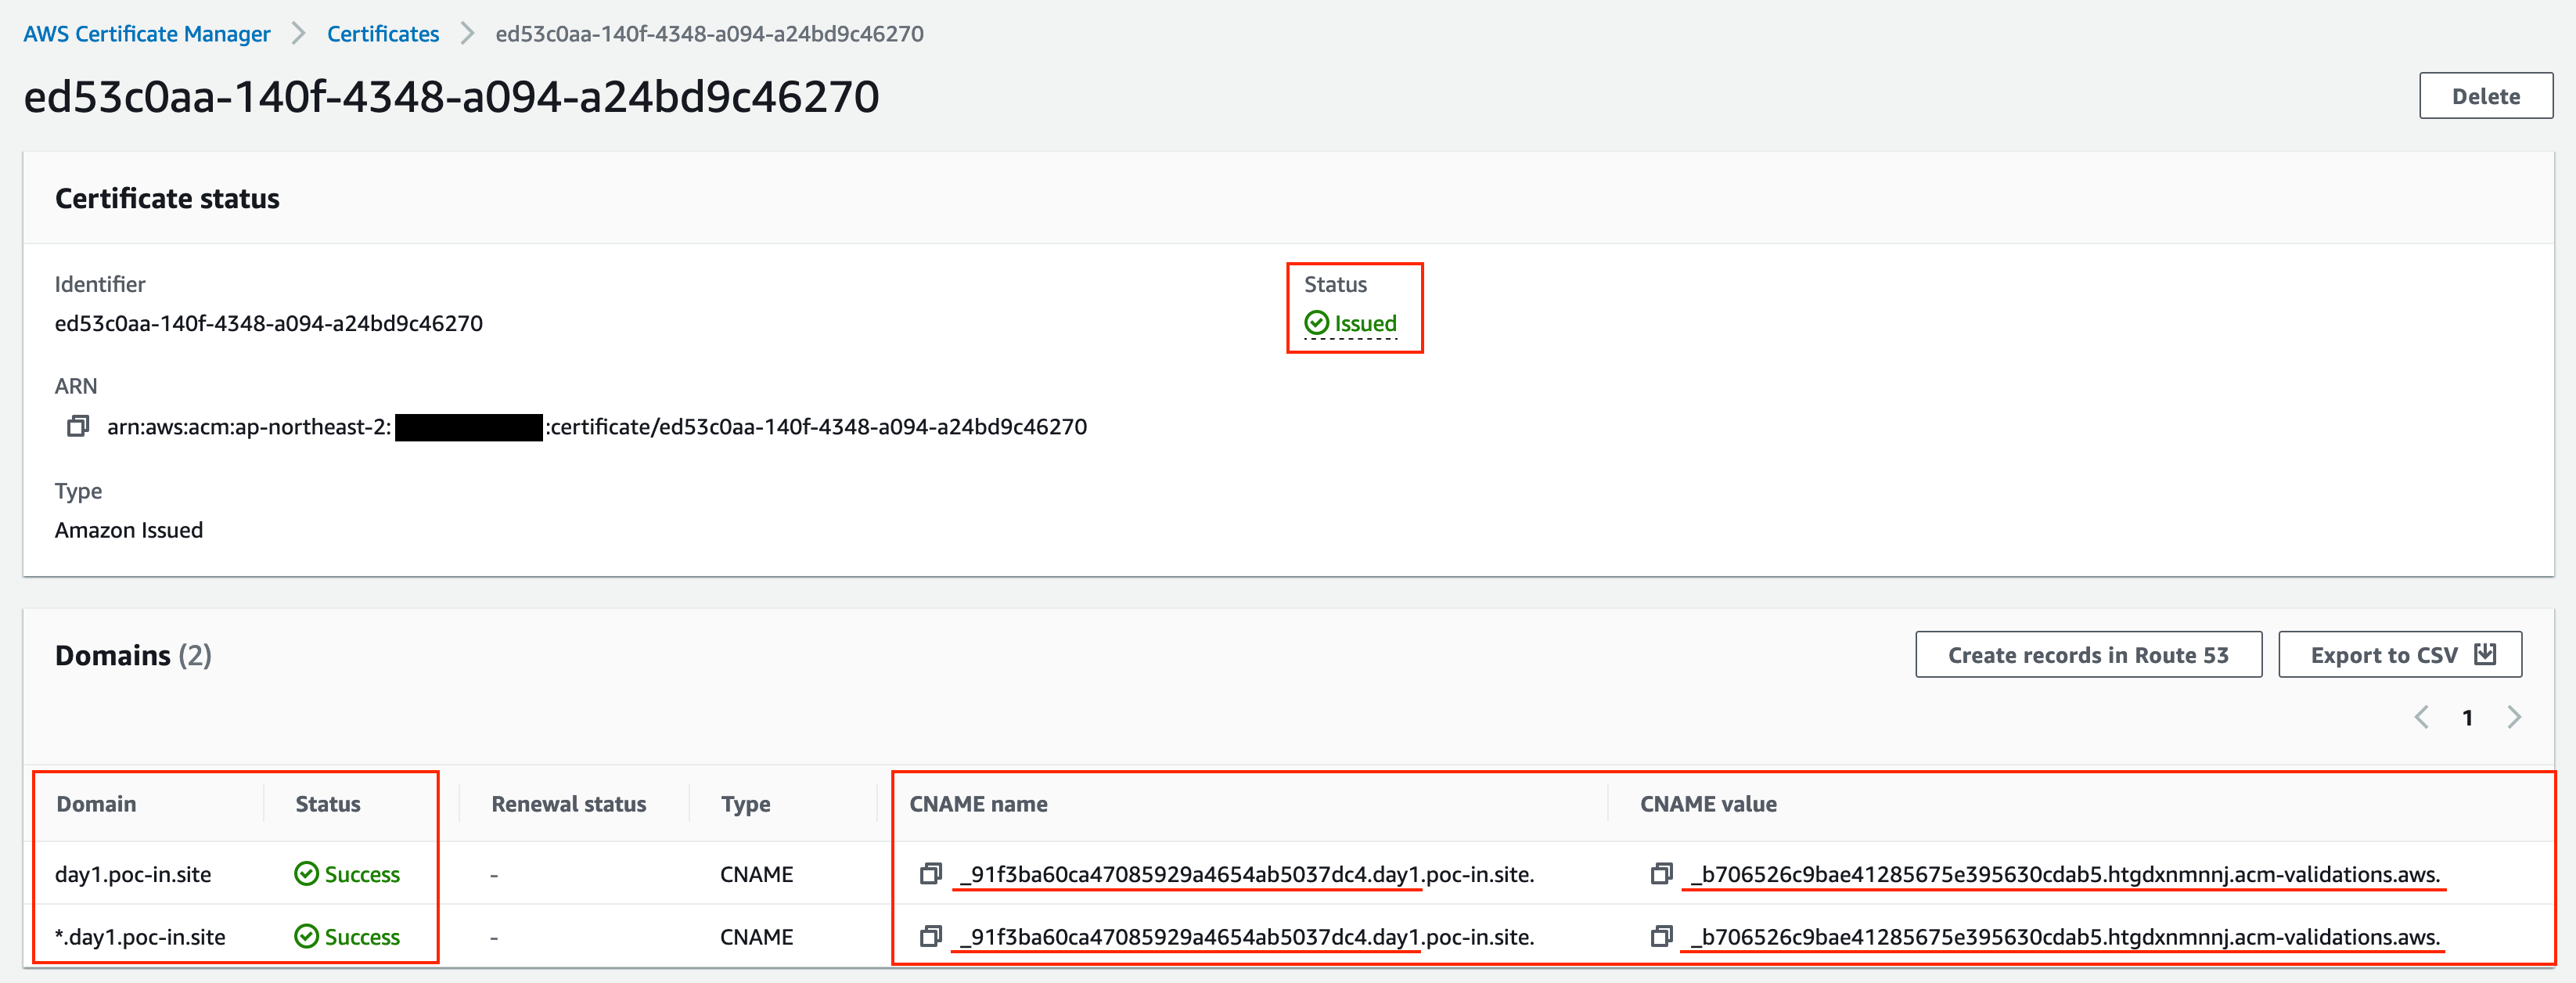 AWS Certificate Manager > Certificates > ed53c0aa-140f-4348-a094-a24bd9c46270
ed53c0aa-140f-4348-a094-a24bd9c46270
Delete
Certificate status
Identifier
ed53c0aa-140f-4348-a094-a24bd9c46270
Status
Issued
ARN
arn:aws:acm:ap-northeast-2: :certificate/ed53c0aa-140f-4348-a094-a24bd9c46270
Type
Amazon Issued
Domains (2)
Create records in Route 53
Export to CSV
1
Domain Status Renewal status Type CNAME name CNAME value
day1.poc-in.site Success - CNAME _91f3ba60ca47085929a4654ab5037dc4.day1.poc-in.site. _b706526c9bae41285675e395630cdab5.htgdxnmnnj.acm-validations.aws.
*.day1.poc-in.site Success - CNAME _91f3ba60ca47085929a4654ab5037dc4.day1.poc-in.site. _b706526c9bae41285675e395630cdab5.htgdxnmnnj.acm-validations.aws.